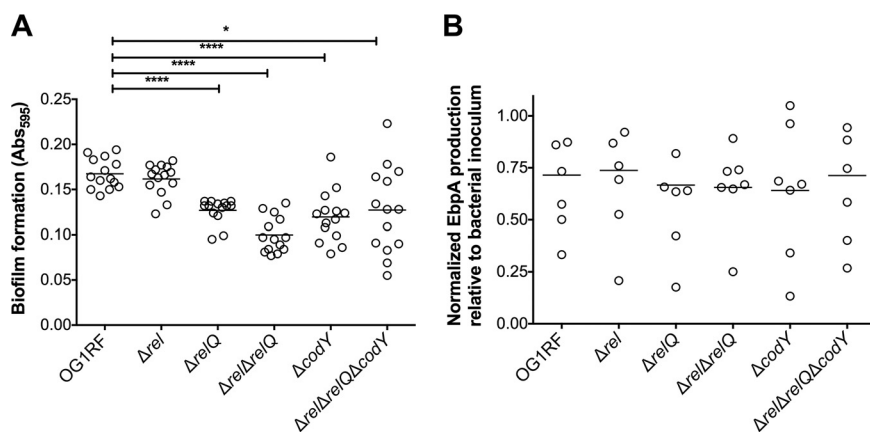 A
*
****
****
****
Biofilm formation (Abs595)
0.25
0.20
0.15
0.10
0.05
0.00
OG1RF
Δrel
ΔrelQ
ΔrelΔrelQ
ΔcodY
ΔrelΔrelQΔcodY
B
Normalized EbpA production
relative to bacterial inoculum
1.00
0.75
0.50
0.25
0.00
OG1RF
Δrel
ΔrelQ
ΔrelΔrelQ
ΔcodY
ΔrelΔrelQΔcodY